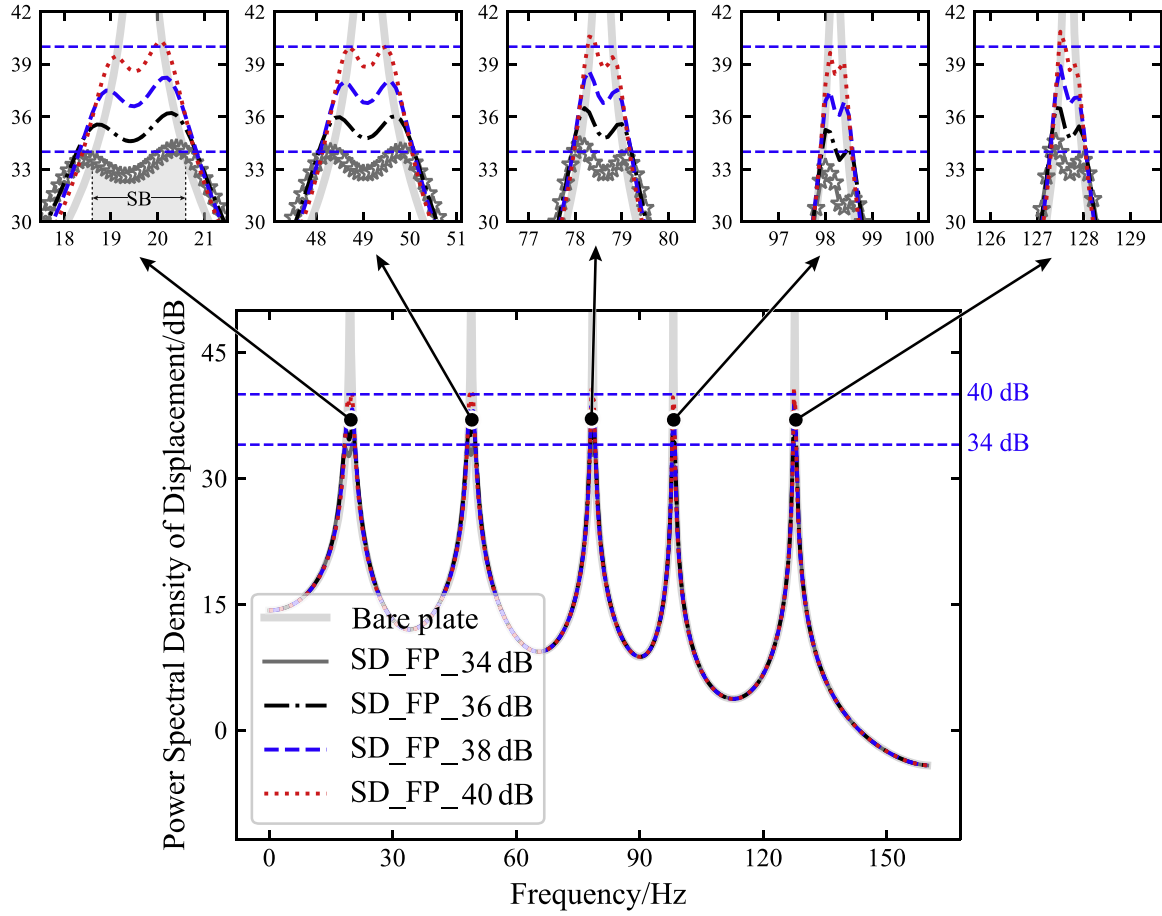 42 42 42 42 42
39 39 39 39 39
36 36 36 36 36
33 33 33 33 33
30 30 30 30 30
SB
18 19 20 21
48 49 50 51
77 78 79 80
97 98 99 100
126 127 128 129
Power Spectral Density of Displacement/dB
45
30
15
0
40 dB
34 dB
Bare plate
SD_FP_34 dB
SD_FP_36 dB
SD_FP_38 dB
SD_FP_40 dB
0 30 60 90 120 150
Frequency/Hz